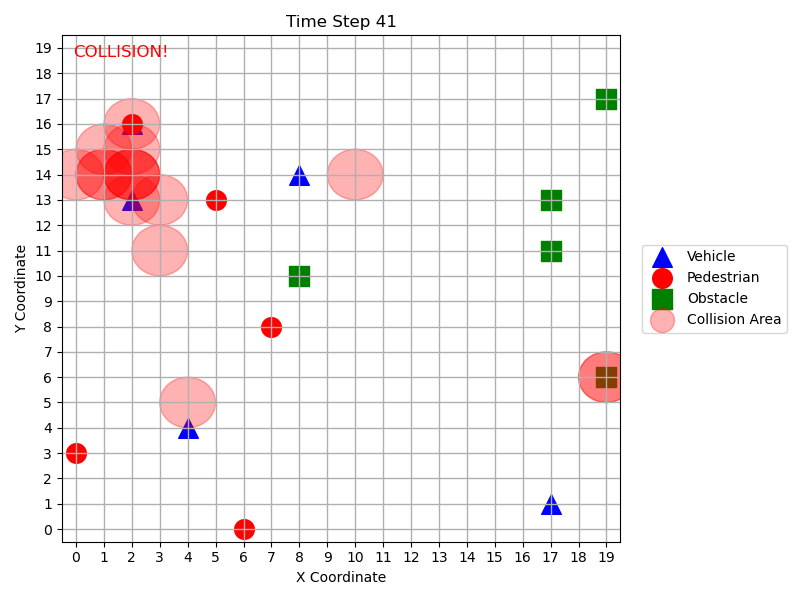 Time Step 41
COLLISION!
Y Coordinate
19
18
17
16
15
14
13
12
11
10
9
8
7
6
5
4
3
2
1
0
0 1 2 3 4 5 6 7 8 9 10 11 12 13 14 15 16 17 18 19
X Coordinate
Vehicle
Pedestrian
Obstacle
Collision Area